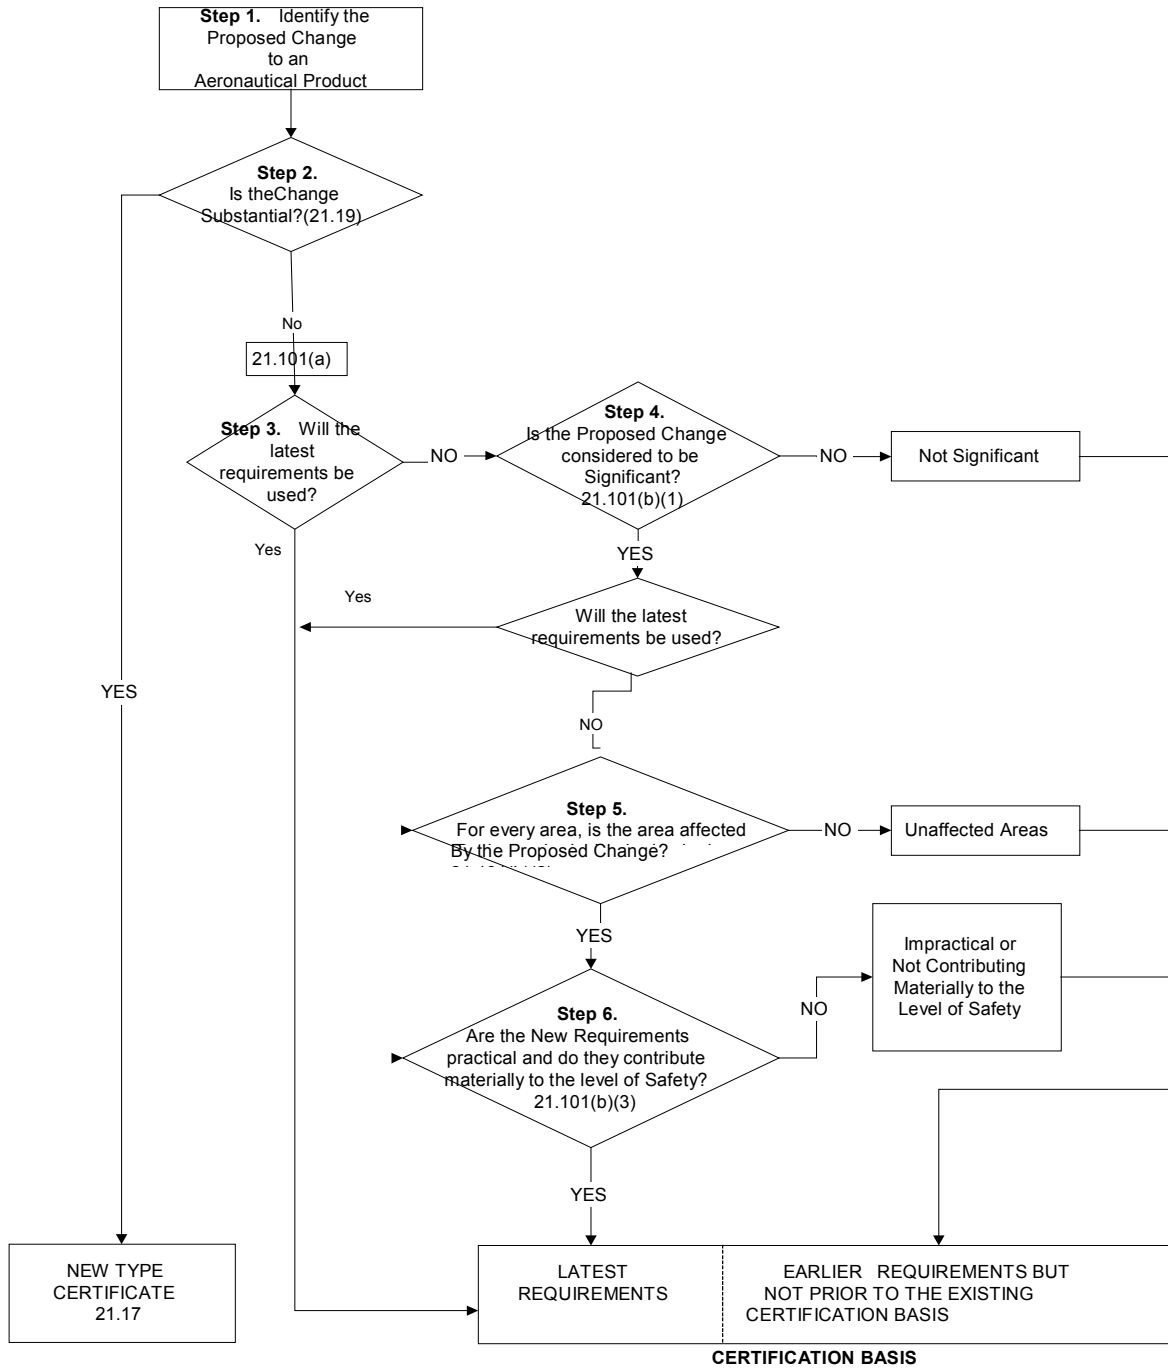 Step 1. Identify the
Proposed Change
to an
Aeronautical Product
Step 2.
Is theChange
Substantial?(21.19)
No
21.101(a)
Step 3. Will the
latest
requirements be
used?
NO
Step 4.
Is the Proposed Change
considered to be
Significant?
21.101(b)(1)
NO
Not Significant
Yes
YES
Yes
Will the latest
requirements be used?
YES
NO
Step 5.
For every area, is the area affected
By the Proposed Change?
NO
Unaffected Areas
YES
Impractical or
Not Contributing
Materially to the
Level of Safety
NO
Step 6.
Are the New Requirements
practical and do they contribute
materially to the level of Safety?
21.101(b)(3)
YES
NEW TYPE
CERTIFICATE
21.17
LATEST
REQUIREMENTS
EARLIER REQUIREMENTS BUT
NOT PRIOR TO THE EXISTING
CERTIFICATION BASIS
CERTIFICATION BASIS